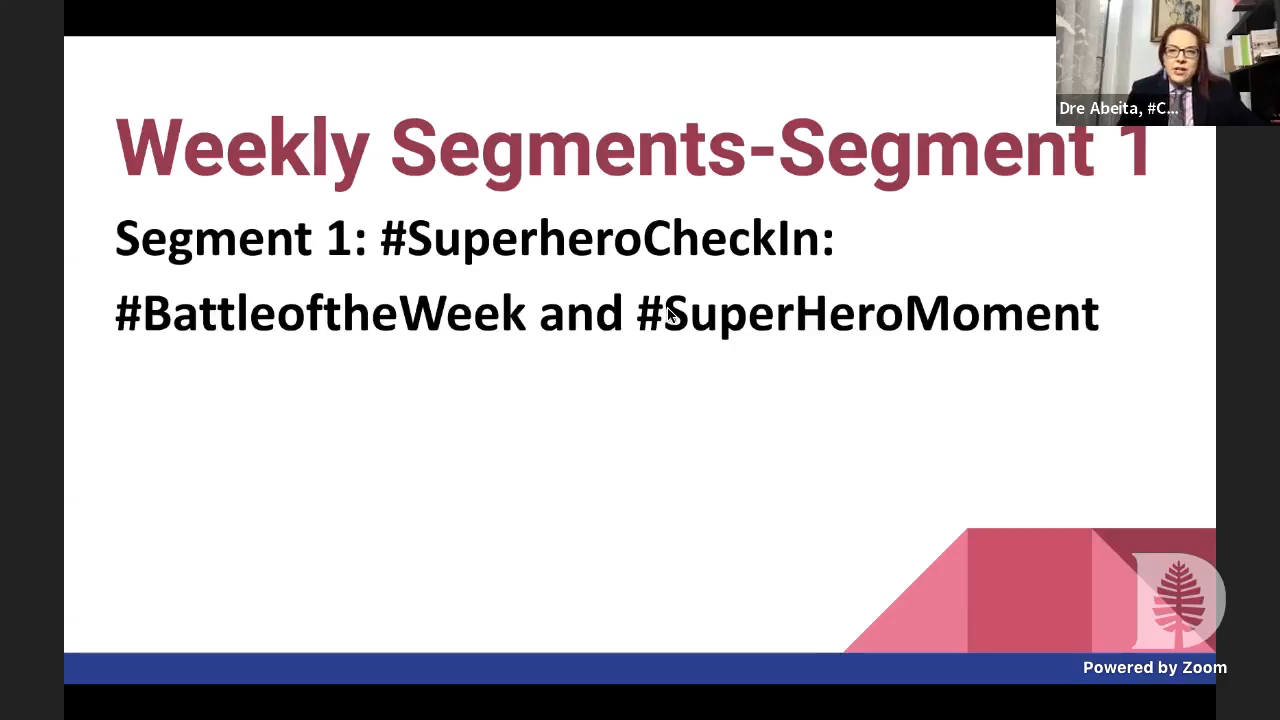 Dre Abeita, #C...
Weekly Segments-Segment 1
Segment 1: #SuperheroCheckIn:
#BattleoftheWeek and #SuperHeroMoment
D
Powered by Zoom